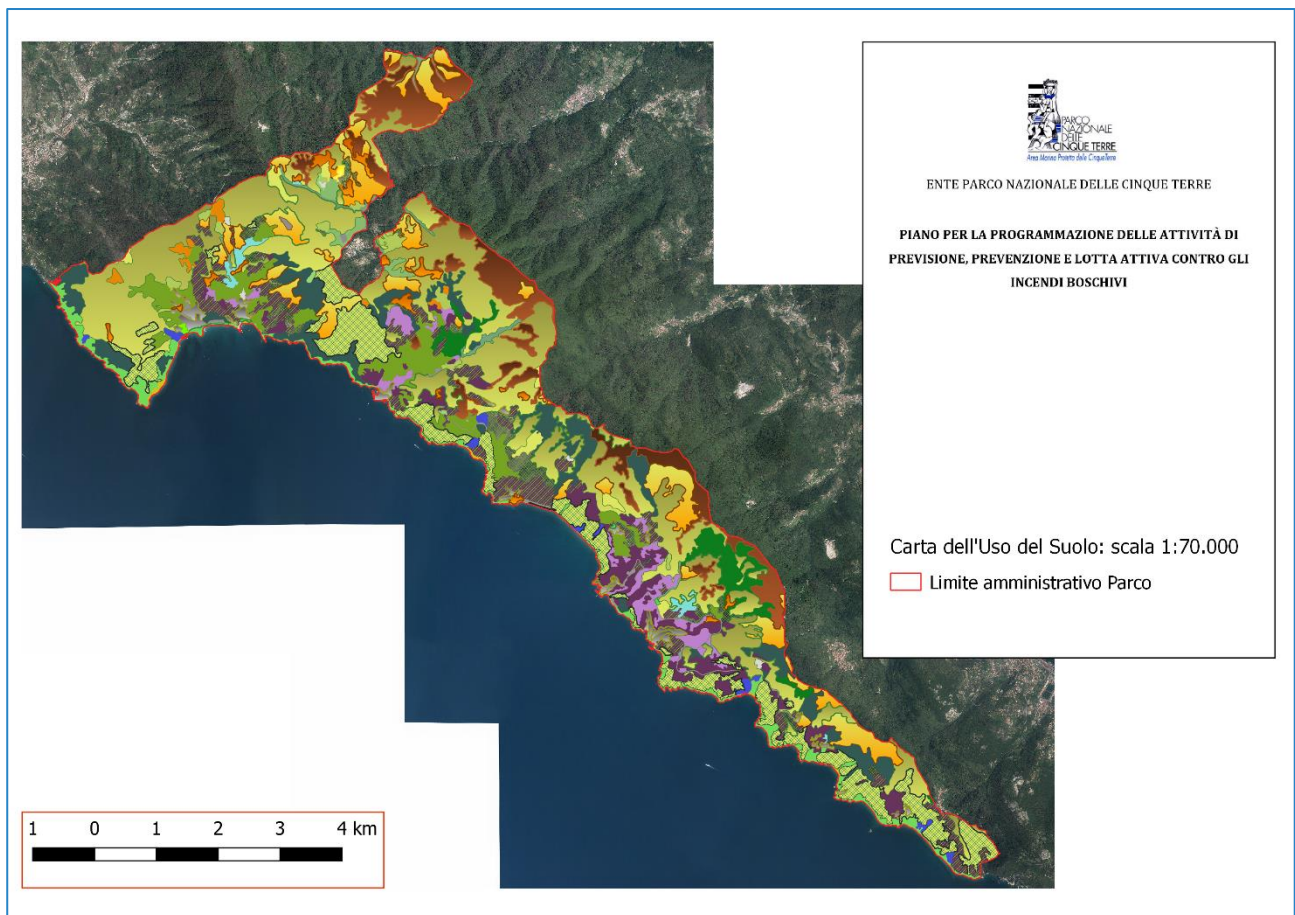 PARCO
NAZIONALE
DELLE
CINQUE TERRE
Area Marina Protetta delle CinqueTerre
ENTE PARCO NAZIONALE DELLE CINQUE TERRE
PIANO PER LA PROGRAMMAZIONE DELLE ATTIVITÀ DI
PREVISIONE, PREVENZIONE E LOTTA ATTIVA CONTRO GLI
INCENDI BOSCHIVI
Carta dell'Uso del Suolo: scala 1:70.000
Limite amministrativo Parco
1 0 1 2 3 4 km